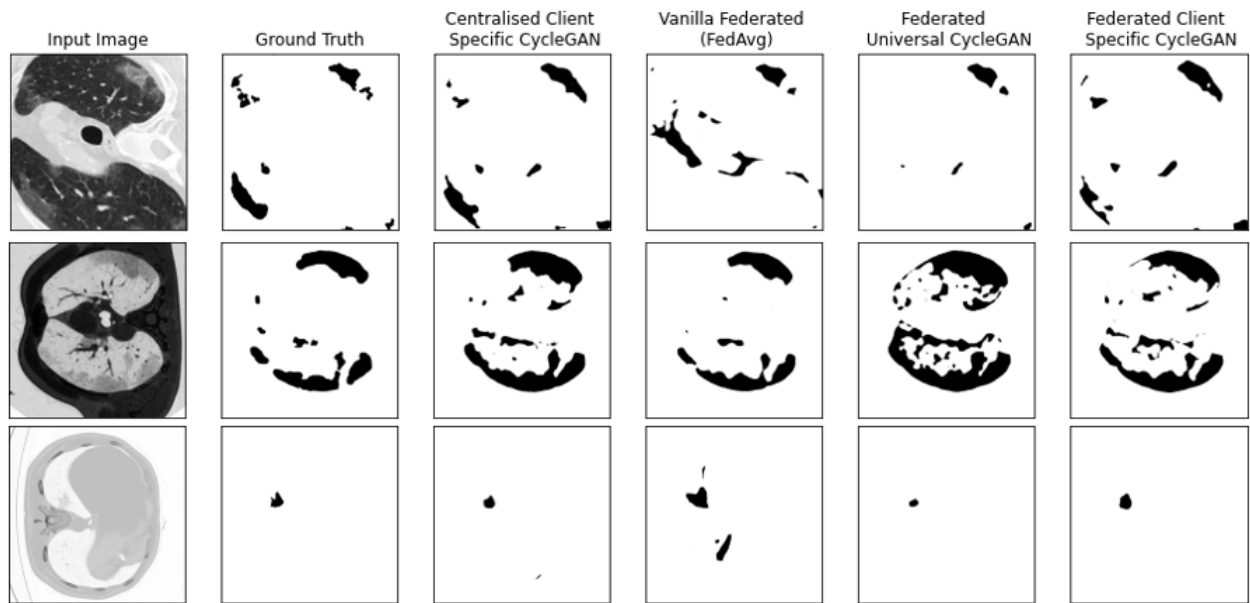 Input Image
Ground Truth
Centralised Client
Specific CycleGAN
Vanilla Federated
(FedAvg)
Federated
Universal CycleGAN
Federated Client
Specific CycleGAN